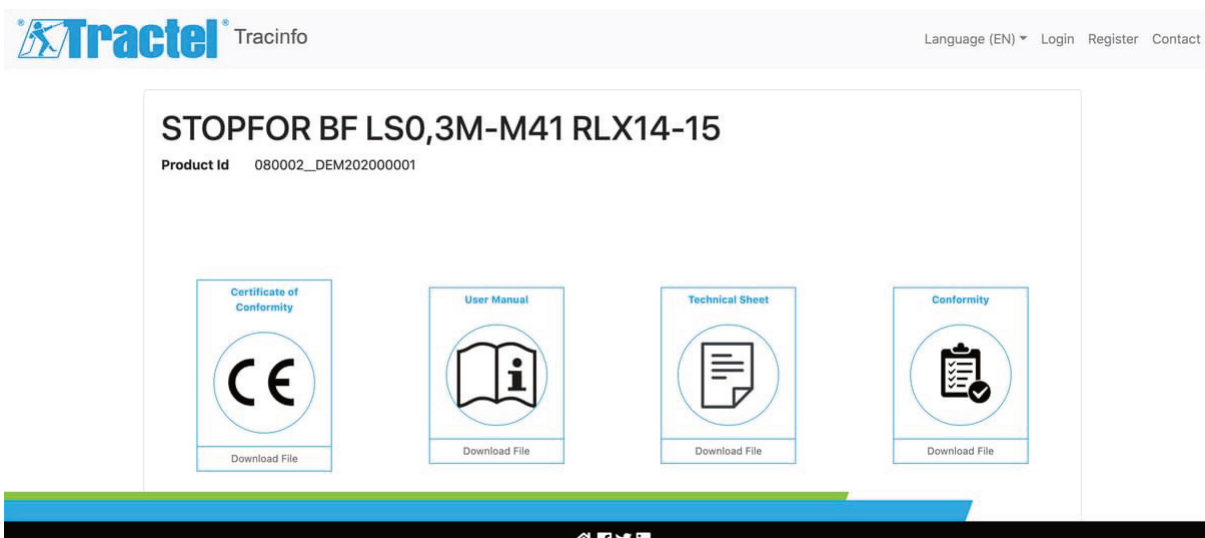 Tractel® Tracinfo
Language (EN) Login Register Contact
STOPFOR BF LS0,3M-M41 RLX14-15
Product Id 080002__DEM202000001
Certificate of
Conformity
User Manual
Technical Sheet
Conformity
CE
Download File
Download File
Download File
Download File